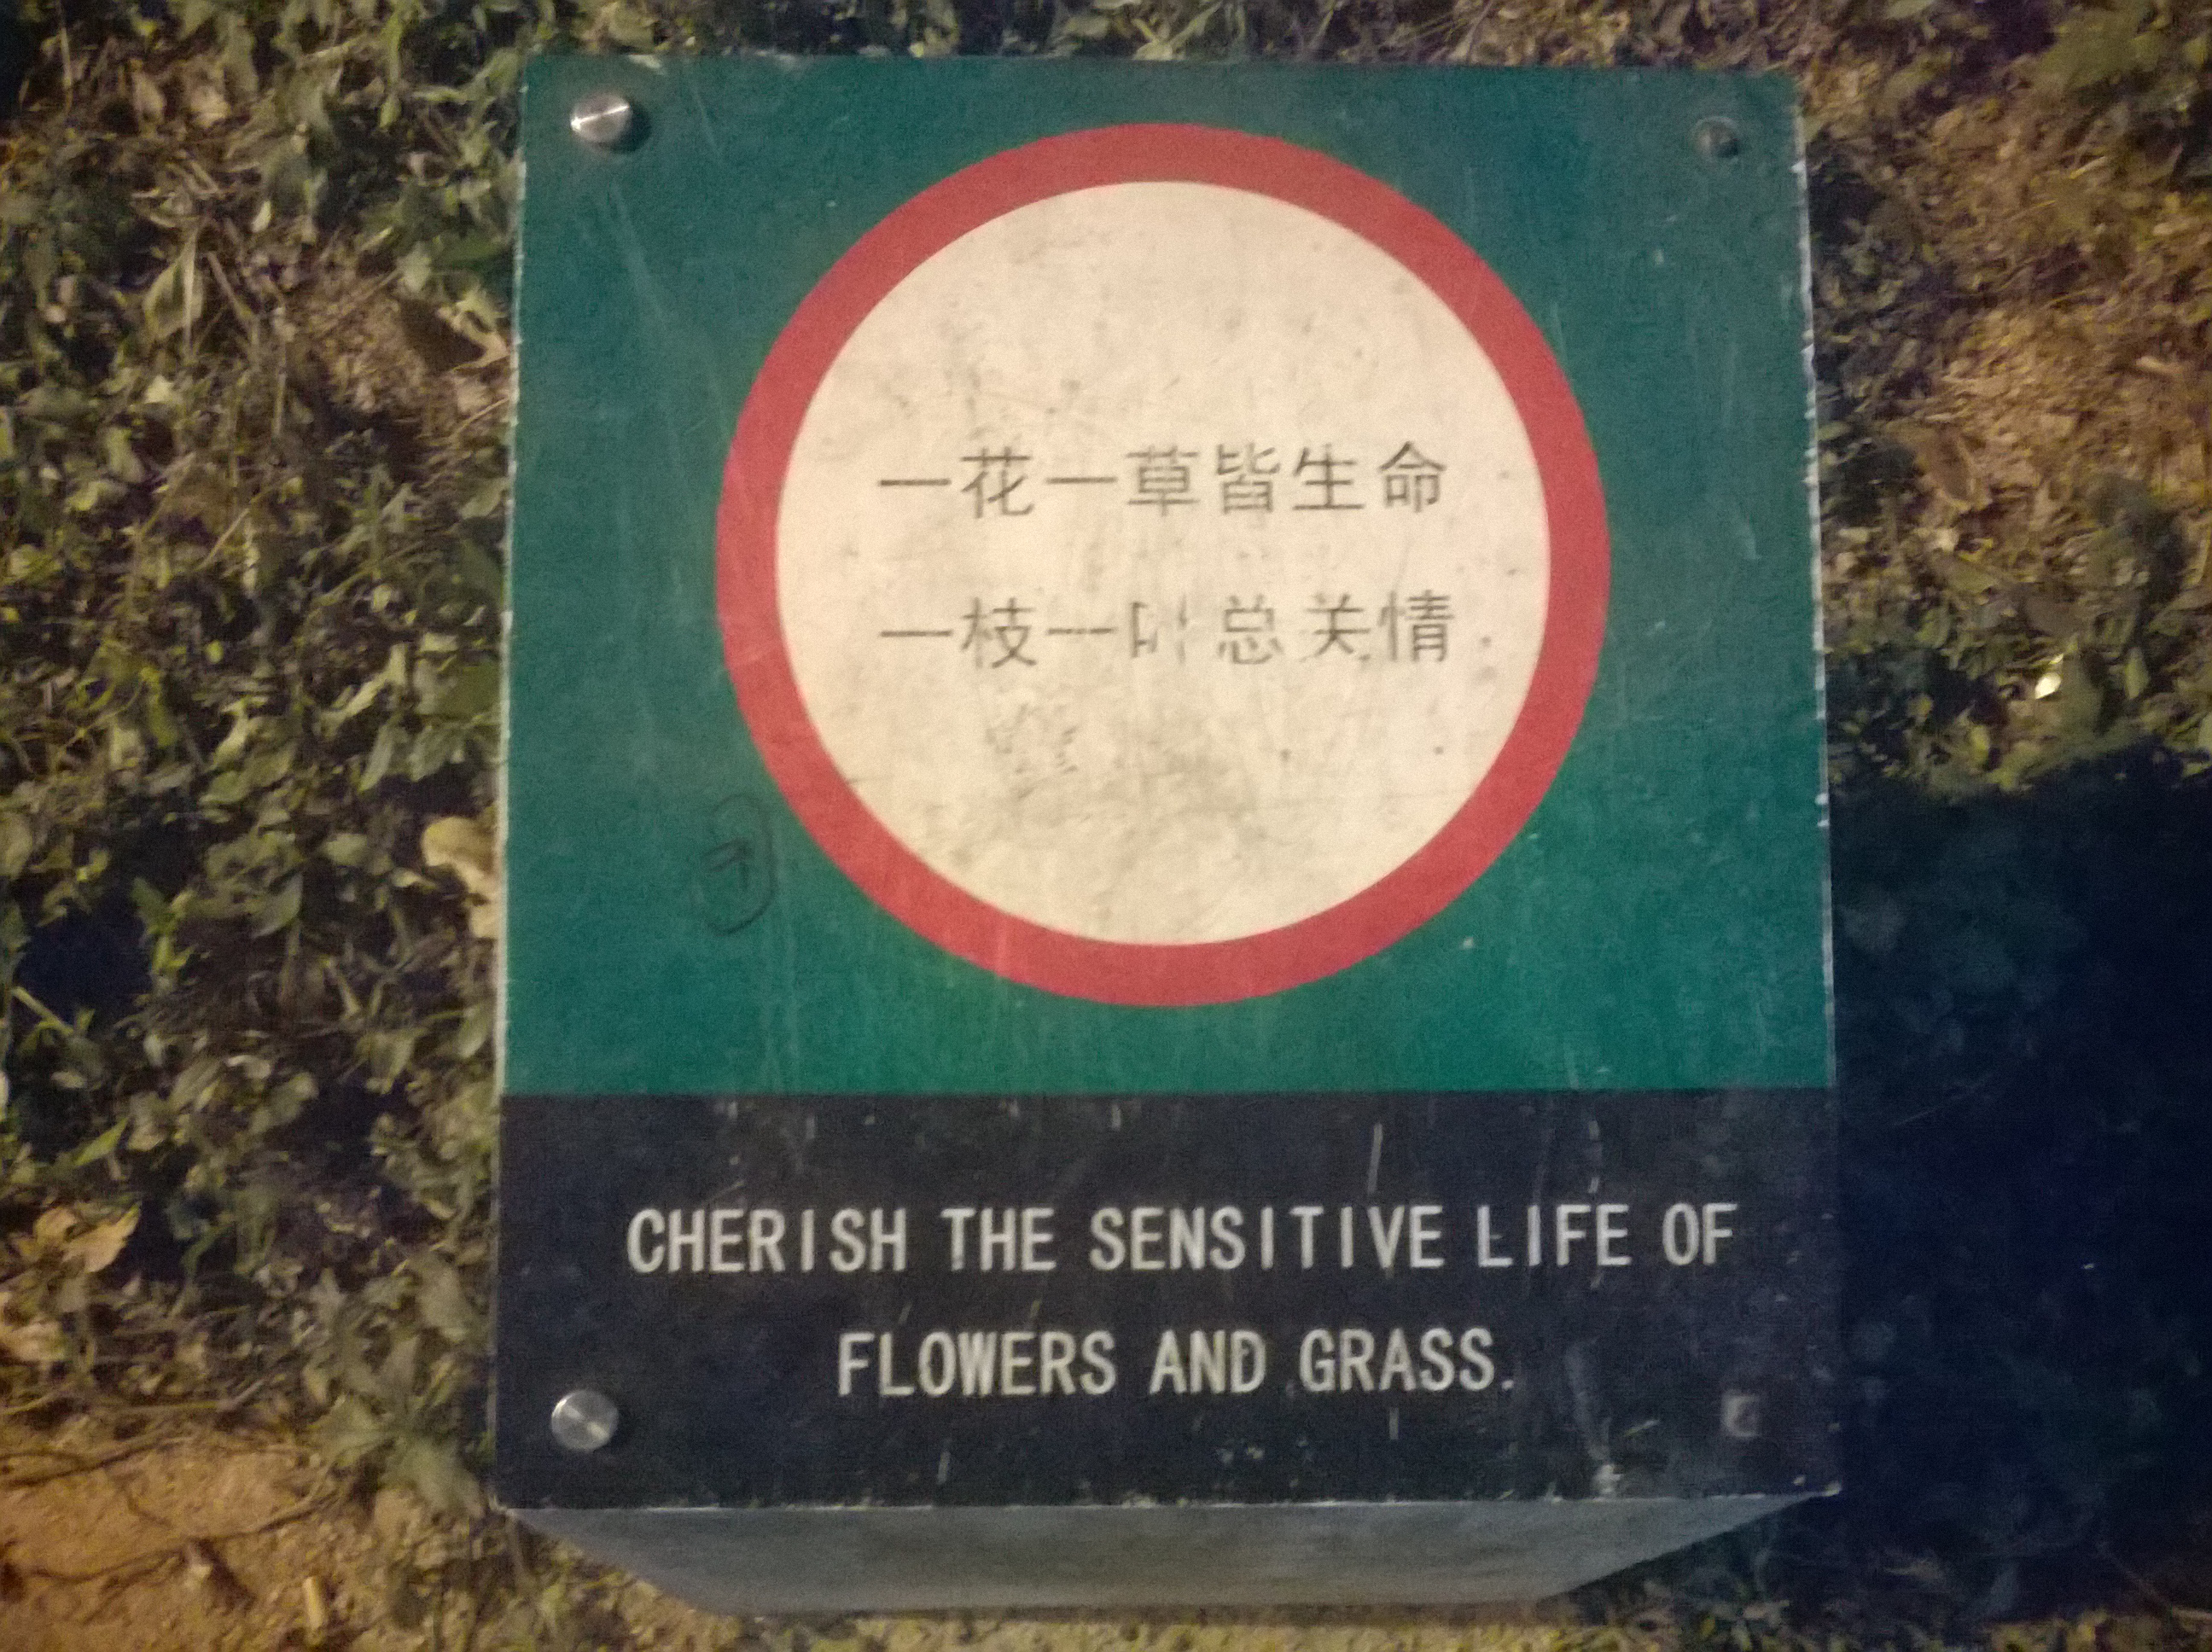 一花一草皆生命
一枝一叶总关情
CHERISH THE SENSITIVE LIFE OF
FLOWERS AND GRASS.